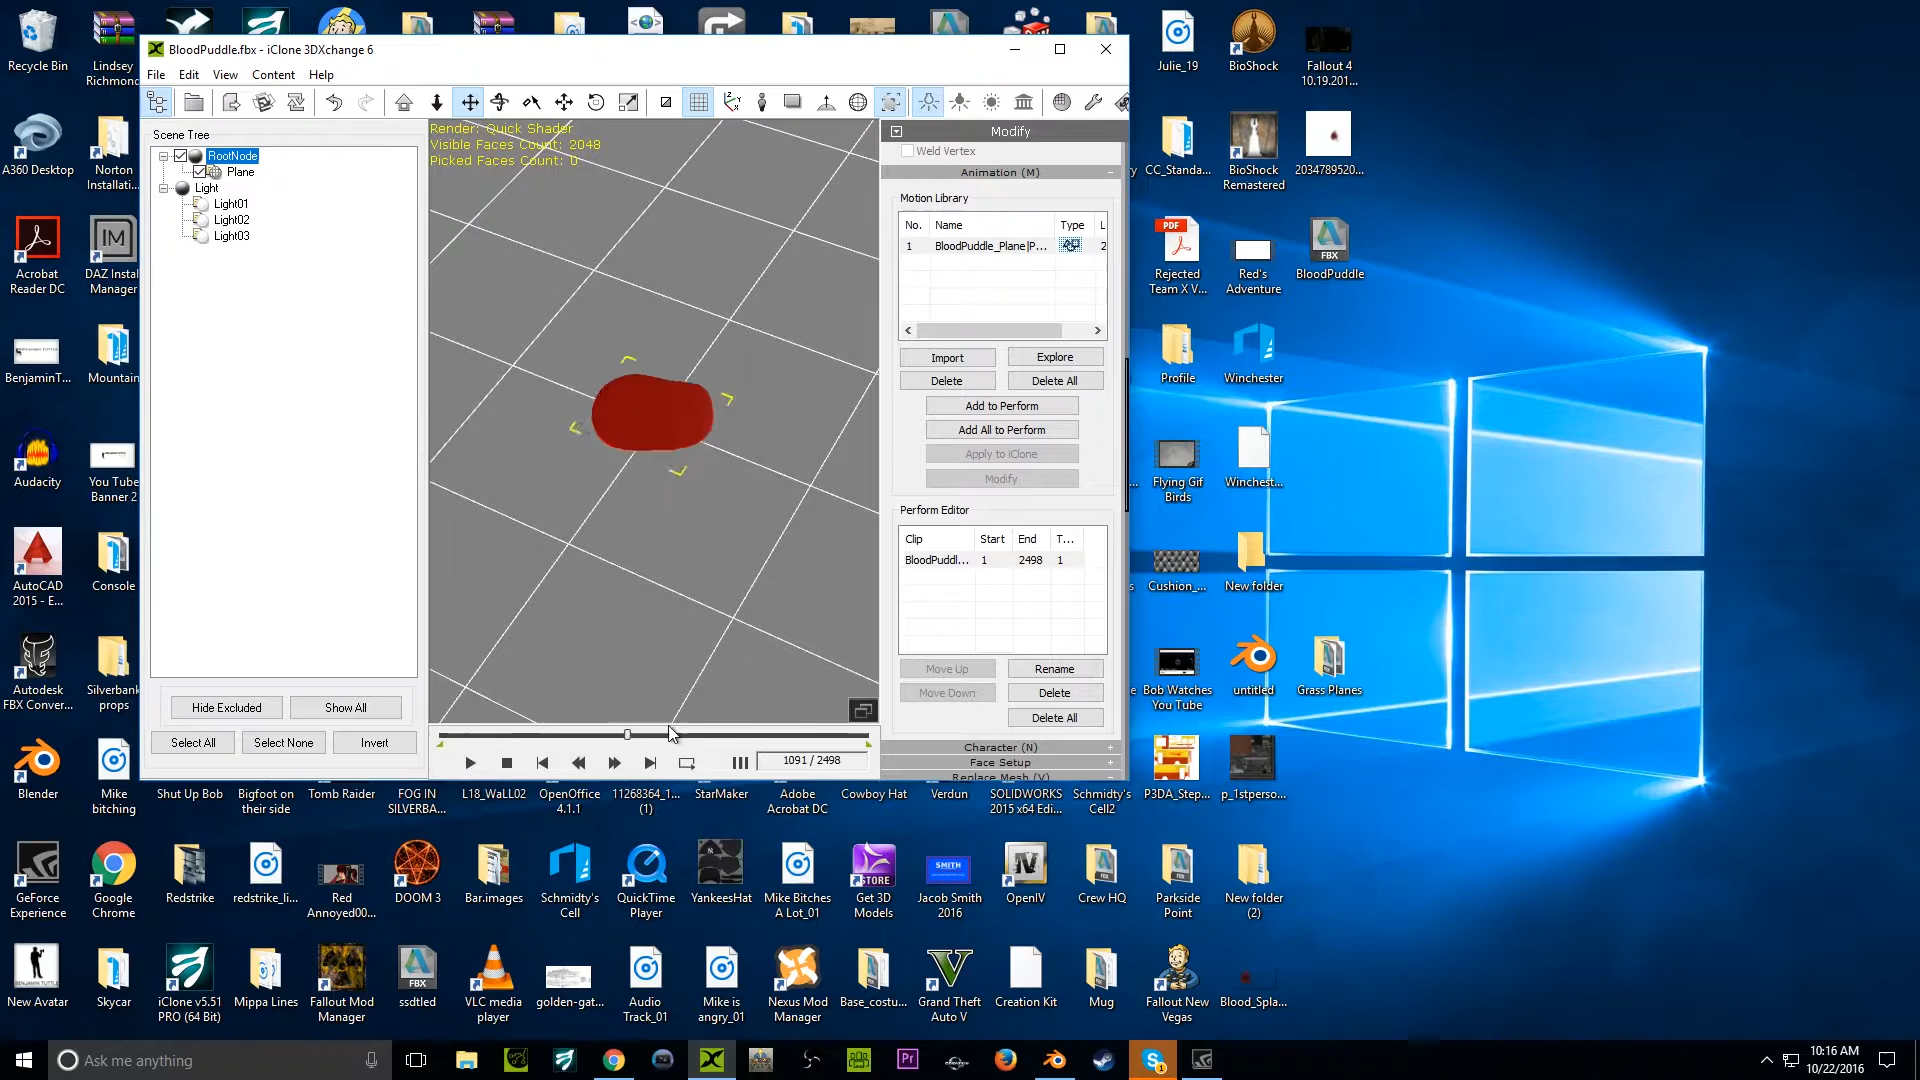 BloodPuddle.fbx - iClone 3DXchange 6
File Edit View Content Help
Scene Tree
RootNode
Plane
Light
Light01
Light02
Light03
Hide Excluded Show All
Select All Select None Invert
Render: Quick Shader
Visible Faces Count: 2048
Picked Faces Count: 0
1091 / 2498
Modify
Weld Vertex
Animation (M)
Motion Library
No. Name Type L
1 BloodPuddle_Plane|P... 2
Import Explore
Delete Delete All
Add to Perform
Add All to Perform
Apply to iClone
Modify
Perform Editor
Clip Start End T...
BloodPuddl... 1 2498 1
Move Up Rename
Move Down Delete
Delete All
Character (N)
Face Setup
Replace Mesh (V)
Recycle Bin
Lindsey
Richmond
A360 Desktop
Norton
Installati...
Acrobat
Reader DC
DAZ Install
Manager
BenjaminT...
Mountain
Audacity
You Tube
Banner 2
AutoCAD
2015 - E...
Console
Autodesk
FBX Conver...
Silverbank
props
Julie_19
BioShock
Fallout 4
10.19.201...
CC_Standa...
BioShock
Remastered
2034789520...
PDF
Rejected
Team X V...
Red's
Adventure
FBX
BloodPuddle
Profile
Winchester
Flying Gif
Birds
Winchest...
Cushion_...
New folder
Bob Watches
You Tube
untitled
Grass Planes
Blender
Mike
bitching
Shut Up Bob
Bigfoot on
their side
Tomb Raider
FOG IN
SILVERBA...
L18_WaLL02
OpenOffice
4.1.1
11268364_1...
(1)
StarMaker
Adobe
Acrobat DC
Cowboy Hat
Verdun
SOLIDWORKS
2015 x64 Edi...
Schmidty's
Cell2
P3DA_Step...
p_1stperso...
GeForce
Experience
Google
Chrome
Redstrike
redstrike_li...
Red
Annoyed00...
DOOM 3
Bar.images
Schmidty's
Cell
QuickTime
Player
YankeesHat
Mike Bitches
A Lot_01
STORE
Get 3D
Models
SMITH
Jacob Smith
2016
OpenIV
Crew HQ
Parkside
Point
New folder
(2)
New Avatar
Skycar
iClone v5.51
PRO (64 Bit)
Mippa Lines
Fallout Mod
Manager
FBX
ssdtled
VLC media
player
golden-gat...
Audio
Track_01
Mike is
angry_01
Nexus Mod
Manager
Base_costu...
Grand Theft
Auto V
Creation Kit
Mug
Fallout New
Vegas
Blood_Spla...
Ask me anything
Pr
10:16 AM
10/22/2016